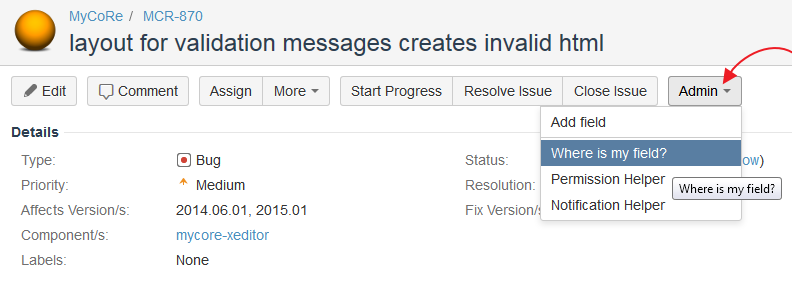 MyCoRe / MCR-870
layout for validation messages creates invalid html
Edit Comment Assign More Start Progress Resolve Issue Close Issue Admin
Add field
Where is my field?
Permission Helper
Notification Helper
Where is my field?
Details
Type: Bug Status: ow)
Priority: Medium Resolution:
Affects Version/s: 2014.06.01, 2015.01 Fix Version/s
Component/s: mycore-xeditor
Labels: None